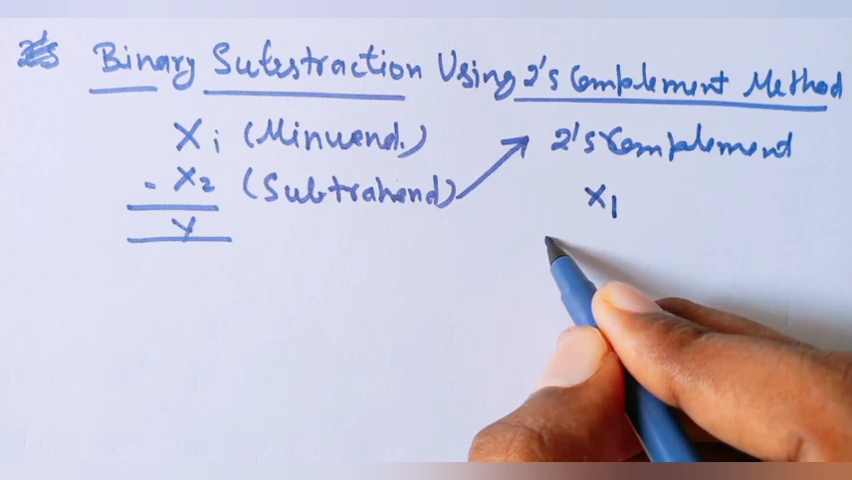 Binary Substraction Using 2's Complement Method
X1 (Minuend.)
- X2 (Subtrahend)
Y
2's Complement
X1